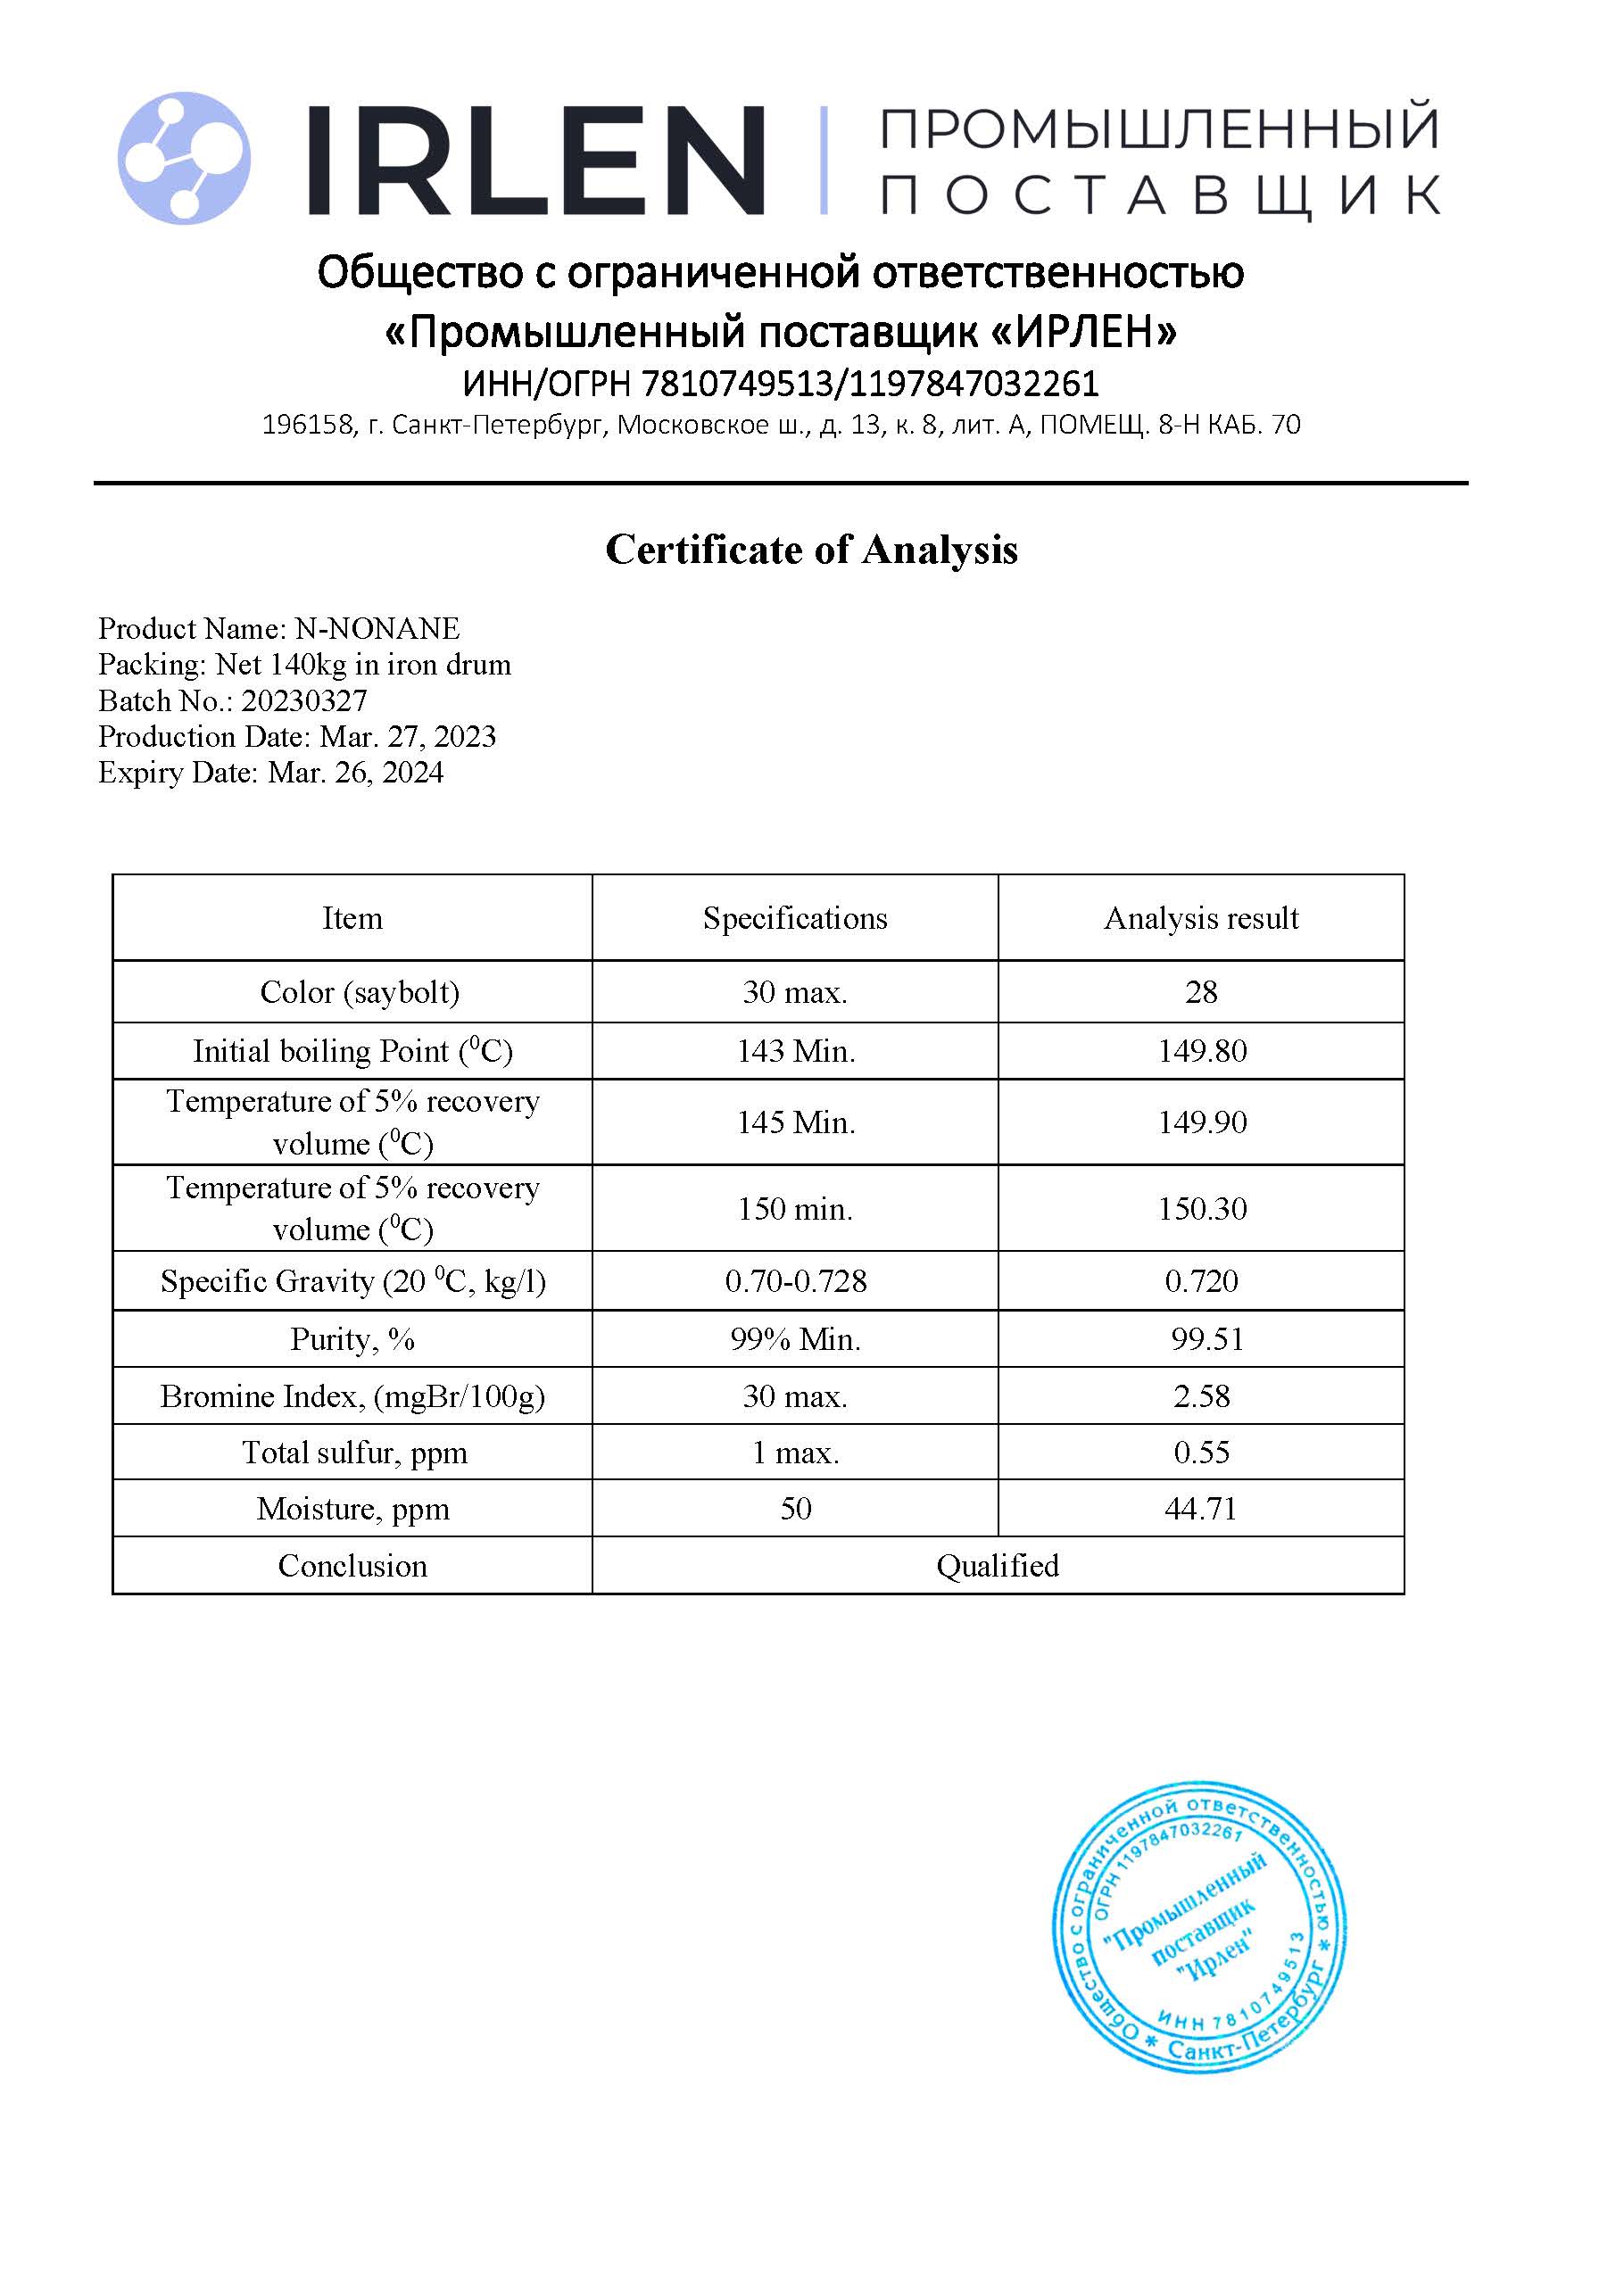 IRLEN
ПРОМЫШЛЕННЫЙ
ПОСТАВЩИК
Общество с ограниченной ответственностью
«Промышленный поставщик «ИРЛЕН»
ИНН/ОГРН 7810749513/1197847032261
196158, г. Санкт-Петербург, Московское ш., д. 13, к. 8, лит. А, ПОМЕЩ. 8-Н КАБ. 70
Certificate of Analysis
Product Name: N-NONANE
Packing: Net 140kg in iron drum
Batch No.: 20230327
Production Date: Mar. 27, 2023
Expiry Date: Mar. 26, 2024
Item Specifications Analysis result
Color (saybolt) 30 max. 28
Initial boiling Point (⁰C) 143 Min. 149.80
Temperature of 5% recovery
volume (⁰C) 145 Min. 149.90
Temperature of 5% recovery
volume (⁰C) 150 min. 150.30
Specific Gravity (20 ⁰C, kg/l) 0.70-0.728 0.720
Purity, % 99% Min. 99.51
Bromine Index, (mgBr/100g) 30 max. 2.58
Total sulfur, ppm 1 max. 0.55
Moisture, ppm 50 44.71
Conclusion Qualified
Общество с ограниченной ответственностью * Санкт-Петербург *
ОГРН 1197847032261
"Промышленный
поставщик
"Ирлен"
ИНН 7810749513